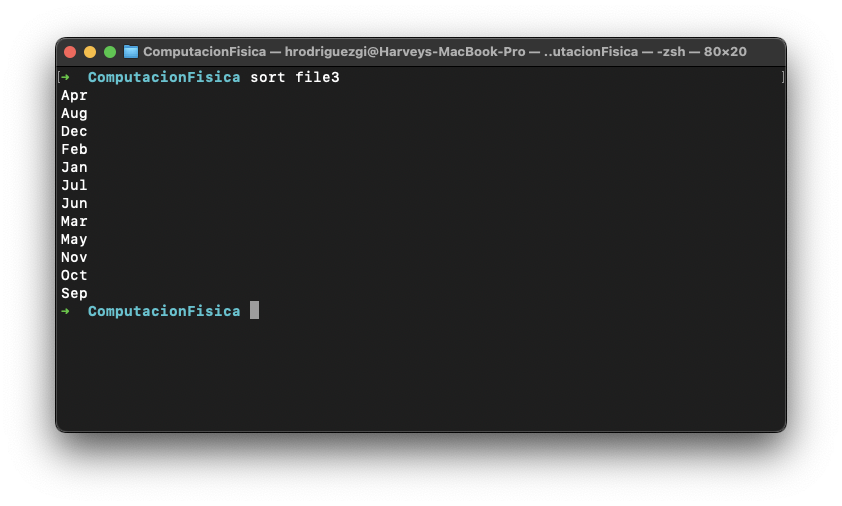 ComputacionFisica — hrodriguezgi@Harveys-MacBook-Pro — ..utacionFisica — -zsh — 80×20
[➜  ComputacionFisica sort file3 ]
Apr
Aug
Dec
Feb
Jan
Jul
Jun
Mar
May
Nov
Oct
Sep
➜  ComputacionFisica